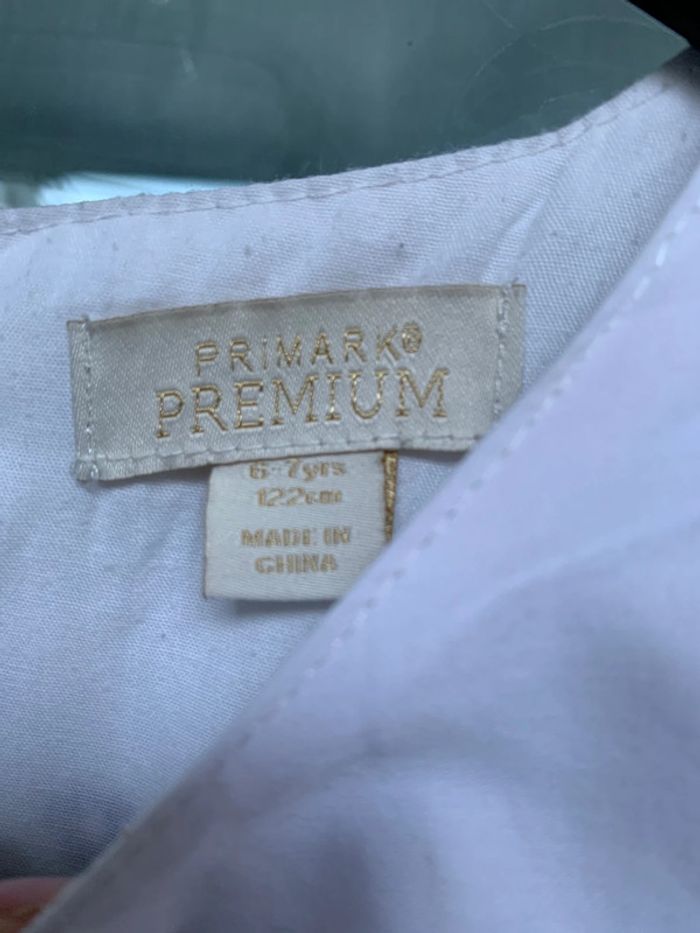 PRIMARK®
PREMIUM
6-7yrs
122cm
MADE IN
CHINA